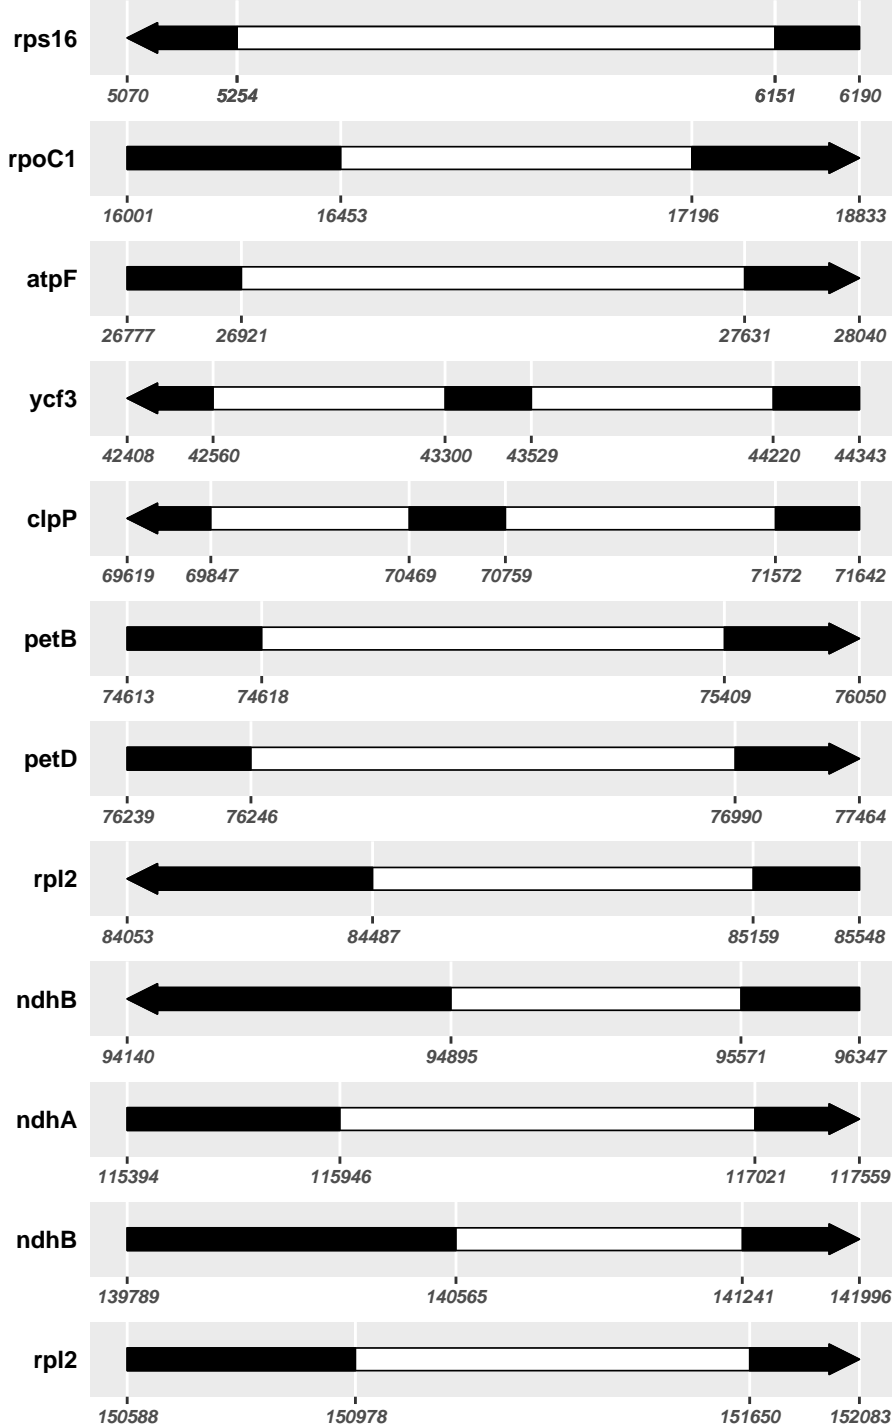 rps16
5070 5254 6151 6190
rpoC1
16001 16453 17196 18833
atpF
26777 26921 27631 28040
ycf3
42408 42560 43300 43529 44220 44343
clpP
69619 69847 70469 70759 71572 71642
petB
74613 74618 75409 76050
petD
76239 76246 76990 77464
rpl2
84053 84487 85159 85548
ndhB
94140 94895 95571 96347
ndhA
115394 115946 117021 117559
ndhB
139789 140565 141241 141996
rpl2
150588 150978 151650 152083